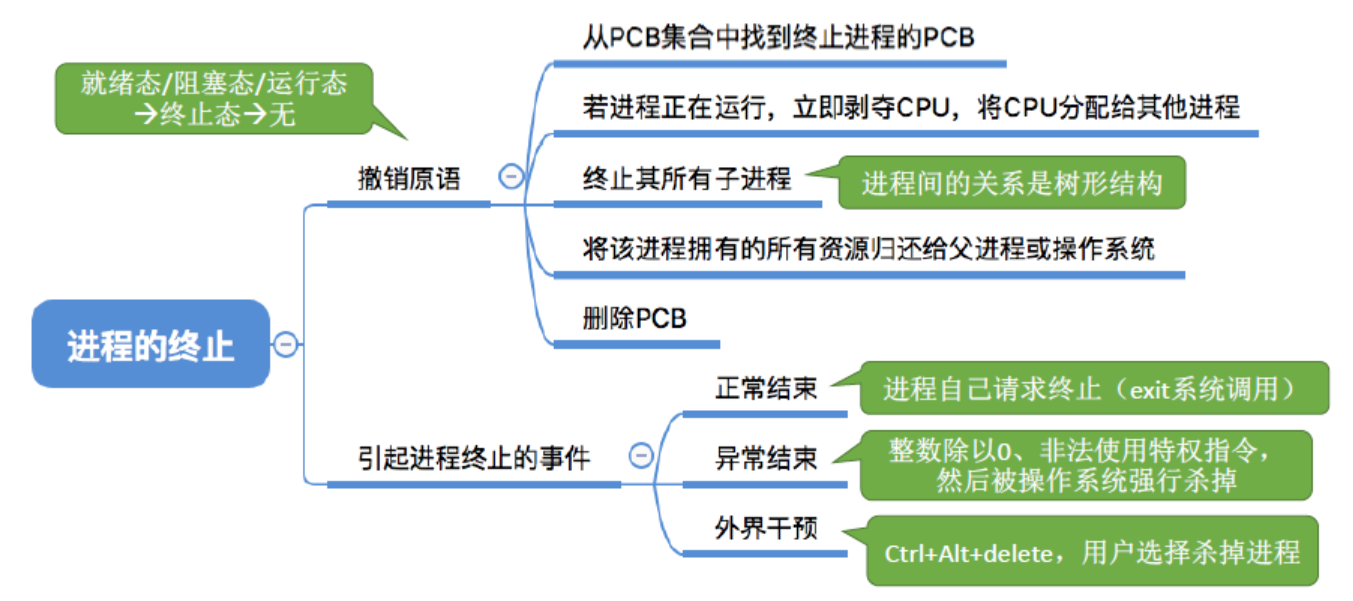 从PCB集合中找到终止进程的PCB
就绪态/阻塞态/运行态
→终止态→无
若进程正在运行，立即剥夺CPU，将CPU分配给其他进程
撤销原语
终止其所有子进程
进程间的关系是树形结构
将该进程拥有的所有资源归还给父进程或操作系统
删除PCB
进程的终止
正常结束
进程自己请求终止（exit系统调用）
引起进程终止的事件
异常结束
整数除以0、非法使用特权指令，
然后被操作系统强行杀掉
外界干预
Ctrl+Alt+delete，用户选择杀掉进程